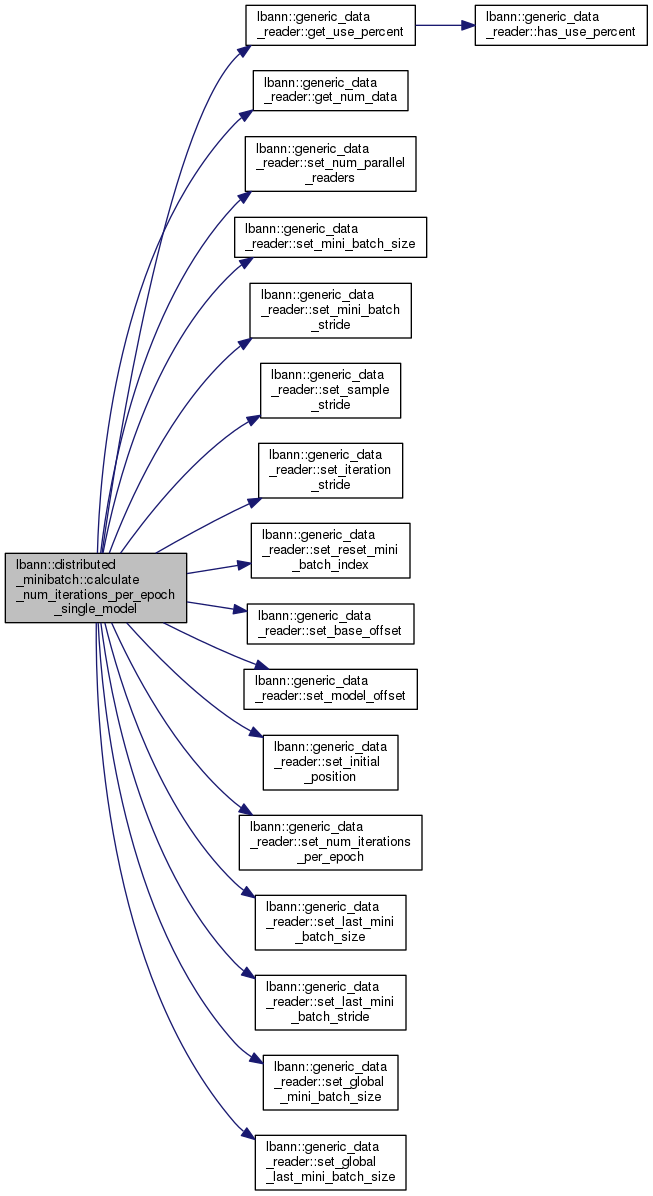 lbann::generic_data
_reader::get_use_percent
lbann::generic_data
_reader::has_use_percent
lbann::generic_data
_reader::get_num_data
lbann::generic_data
_reader::set_num_parallel
_readers
lbann::generic_data
_reader::set_mini_batch_size
lbann::generic_data
_reader::set_mini_batch
_stride
lbann::generic_data
_reader::set_sample
_stride
lbann::generic_data
_reader::set_iteration
_stride
lbann::generic_data
_reader::set_reset_mini
_batch_index
lbann::distributed
_minibatch::calculate
_num_iterations_per_epoch
_single_model
lbann::generic_data
_reader::set_base_offset
lbann::generic_data
_reader::set_model_offset
lbann::generic_data
_reader::set_initial
_position
lbann::generic_data
_reader::set_num_iterations
_per_epoch
lbann::generic_data
_reader::set_last_mini
_batch_size
lbann::generic_data
_reader::set_last_mini
_batch_stride
lbann::generic_data
_reader::set_global
_mini_batch_size
lbann::generic_data
_reader::set_global
_last_mini_batch_size